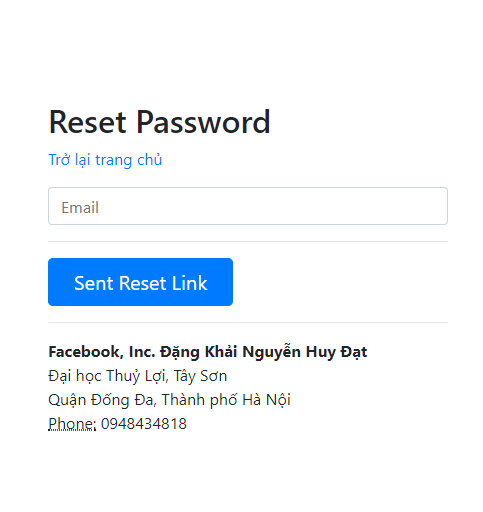 Reset Password
Trở lại trang chủ
Email
Sent Reset Link
Facebook, Inc. Đặng Khải Nguyễn Huy Đạt
Đại học Thuỷ Lợi, Tây Sơn
Quận Đống Đa, Thành phố Hà Nội
Phone: 0948434818